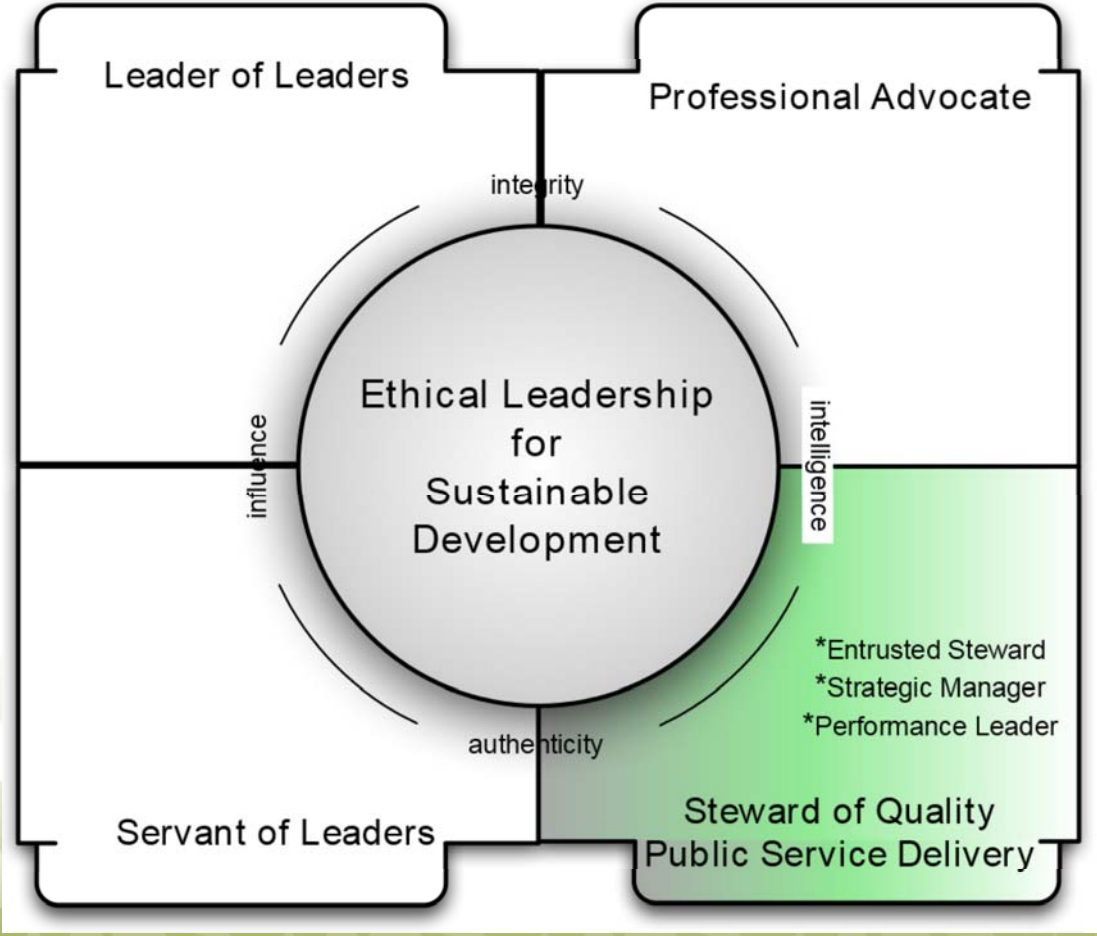 Leader of Leaders
Professional Advocate
integrity
influence
Ethical Leadership
for
Sustainable
Development
intelligence
*Entrusted Steward
*Strategic Manager
*Performance Leader
authenticity
Servant of Leaders
Steward of Quality
Public Service Delivery